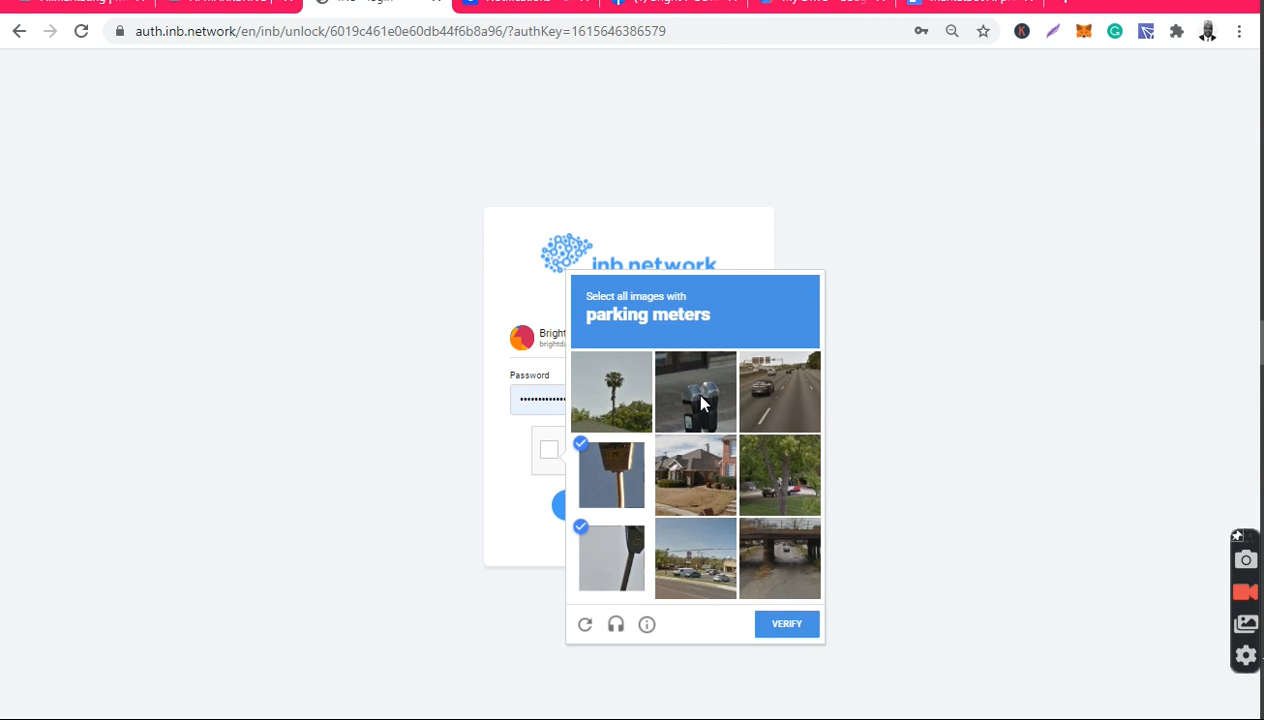 auth.inb.network/en/inb/unlock/6019c461e0e60db44f6b8a96/?authKey=1615646386579
inb.network
Select all images with
parking meters
Bright
brightd
Password
VERIFY